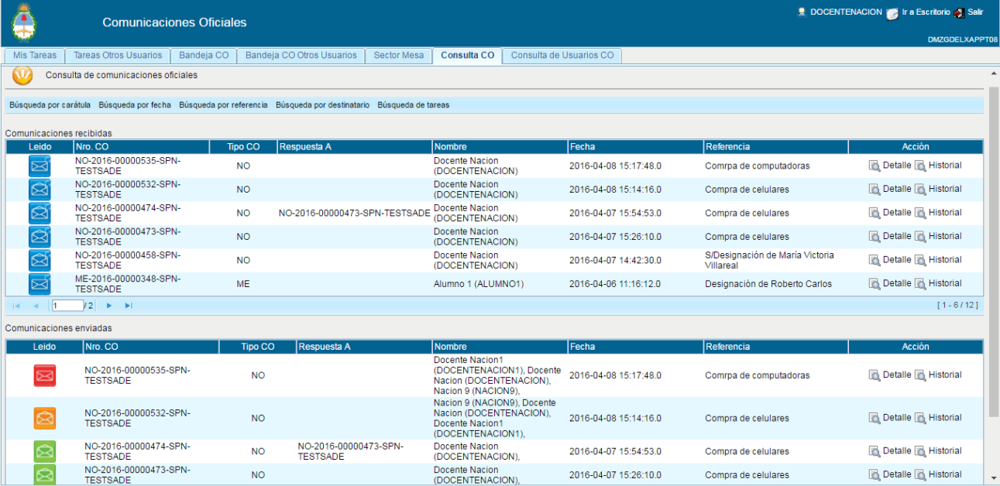 Comunicaciones Oficiales
DOCENTENACION Ir a Escritorio Salir
DMZGDELXAPPT08
Mis Tareas Tareas Otros Usuarios Bandeja CO Bandeja CO Otros Usuarios Sector Mesa Consulta CO Consulta de Usuarios CO
Consulta de comunicaciones oficiales
Búsqueda por carátula Búsqueda por fecha Búsqueda por referencia Búsqueda por destinatario Búsqueda de tareas
Comunicaciones recibidas
Leido Nro. CO Tipo CO Respuesta A Nombre Fecha Referencia Acción
NO-2016-00000535-SPN-
TESTSADE
NO
Docente Nacion
(DOCENTENACION)
2016-04-08 15:17:48.0
Comrpa de computadoras
Detalle Historial
NO-2016-00000532-SPN-
TESTSADE
NO
Docente Nacion
(DOCENTENACION)
2016-04-08 15:14:16.0
Compra de celulares
Detalle Historial
NO-2016-00000474-SPN-
TESTSADE
NO
NO-2016-00000473-SPN-TESTSADE
Docente Nacion
(DOCENTENACION)
2016-04-07 15:54:53.0
Compra de celulares
Detalle Historial
NO-2016-00000473-SPN-
TESTSADE
NO
Docente Nacion
(DOCENTENACION)
2016-04-07 15:26:10.0
Compra de celulares
Detalle Historial
NO-2016-00000458-SPN-
TESTSADE
NO
Docente Nacion
(DOCENTENACION)
2016-04-07 14:42:30.0
S/Designación de María Victoria
Villareal
Detalle Historial
ME-2016-00000348-SPN-
TESTSADE
ME
Alumno 1 (ALUMNO1)
2016-04-06 11:16:12.0
Designación de Roberto Carlos
Detalle Historial
1 / 2 [ 1 - 6 / 12 ]
Comunicaciones enviadas
Leido Nro. CO Tipo CO Respuesta A Nombre Fecha Referencia Acción
NO-2016-00000535-SPN-
TESTSADE
NO
Docente Nacion1
(DOCENTENACION1), Docente
Nacion (DOCENTENACION),
Nacion 9 (NACION9),
2016-04-08 15:17:48.0
Comrpa de computadoras
Detalle Historial
NO-2016-00000532-SPN-
TESTSADE
NO
Nacion 9 (NACION9), Docente
Nacion (DOCENTENACION),
Docente Nacion1
(DOCENTENACION1),
2016-04-08 15:14:16.0
Compra de celulares
Detalle Historial
NO-2016-00000474-SPN-
TESTSADE
NO
NO-2016-00000473-SPN-
TESTSADE
Docente Nacion
(DOCENTENACION),
2016-04-07 15:54:53.0
Compra de celulares
Detalle Historial
NO-2016-00000473-SPN-
TESTSADE
NO
Docente Nacion
(DOCENTENACION),
2016-04-07 15:26:10.0
Compra de celulares
Detalle Historial